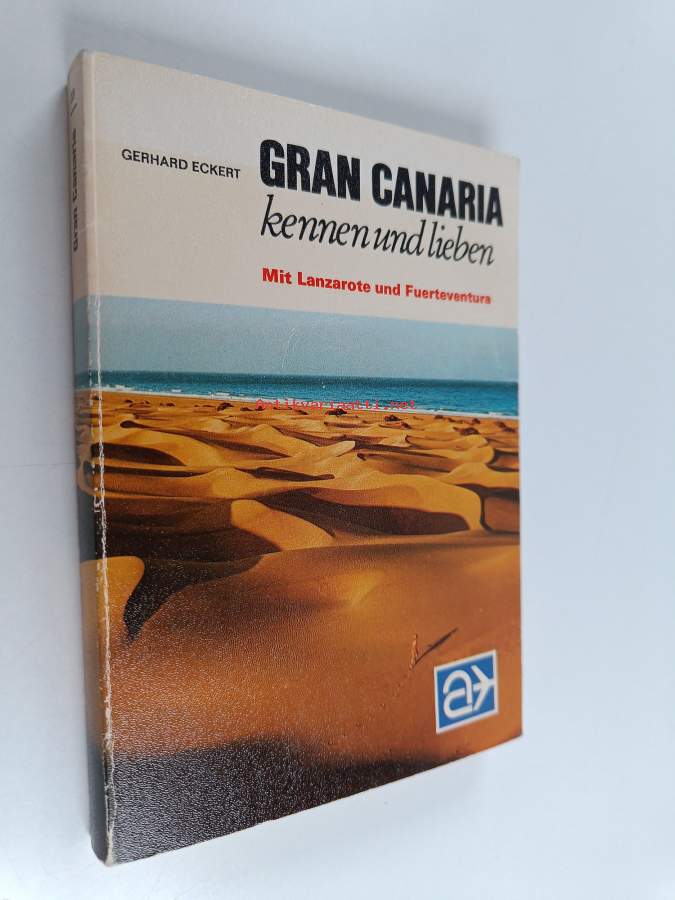 GERHARD ECKERT
GRAN CANARIA
kennen und lieben
Mit Lanzarote und Fuerteventura
Antikvariaatti.net
a
Gran Canaria